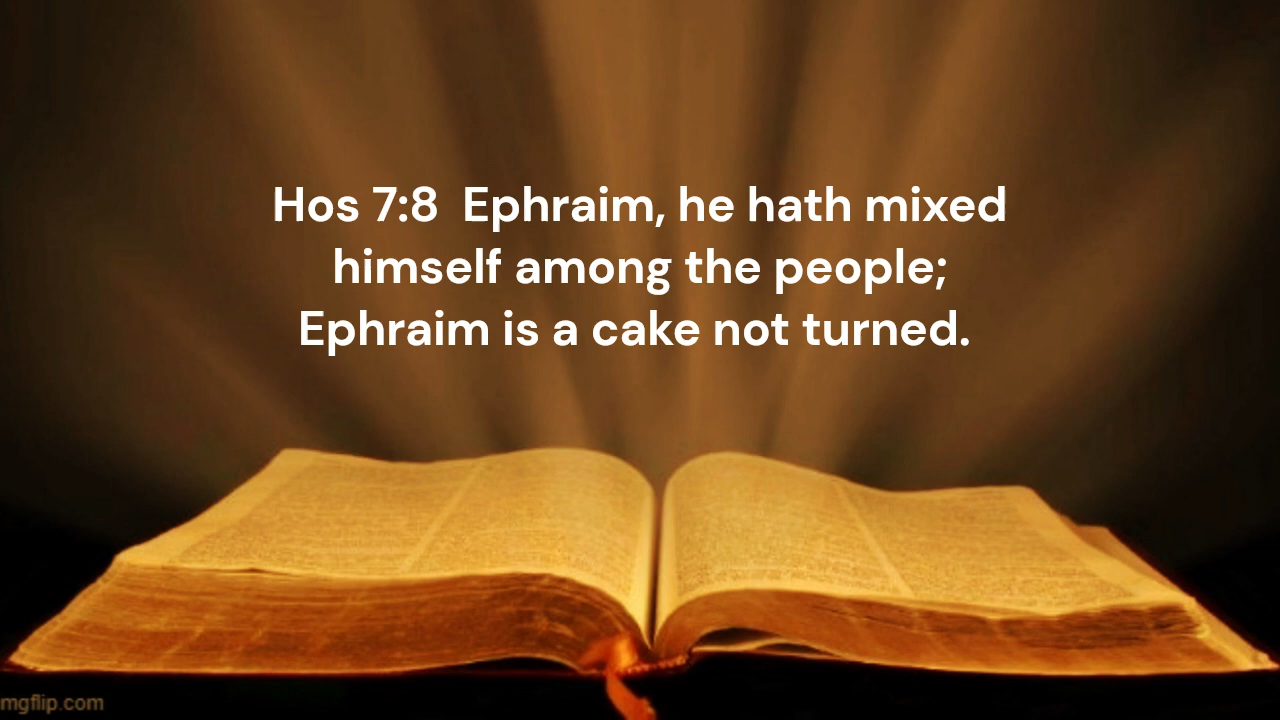 Hos 7:8  Ephraim, he hath mixed
himself among the people;
Ephraim is a cake not turned.
mgflip.com